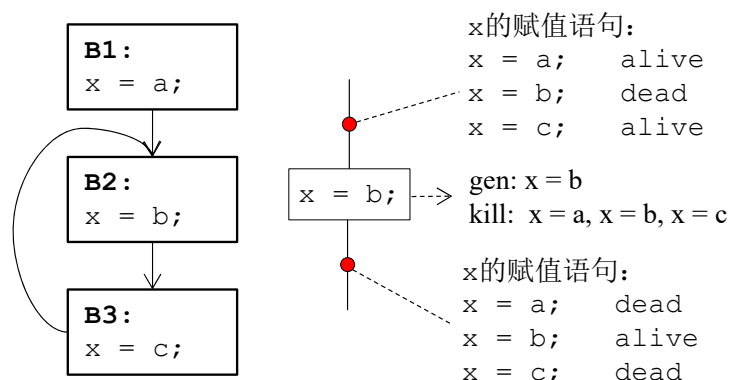 B1:
x = a;
B2:
x = b;
B3:
x = c;
x的赋值语句:
x = a; alive
x = b; dead
x = c; alive
x = b;
gen: x = b
kill: x = a, x = b, x = c
x的赋值语句:
x = a; dead
x = b; alive
x = c; dead